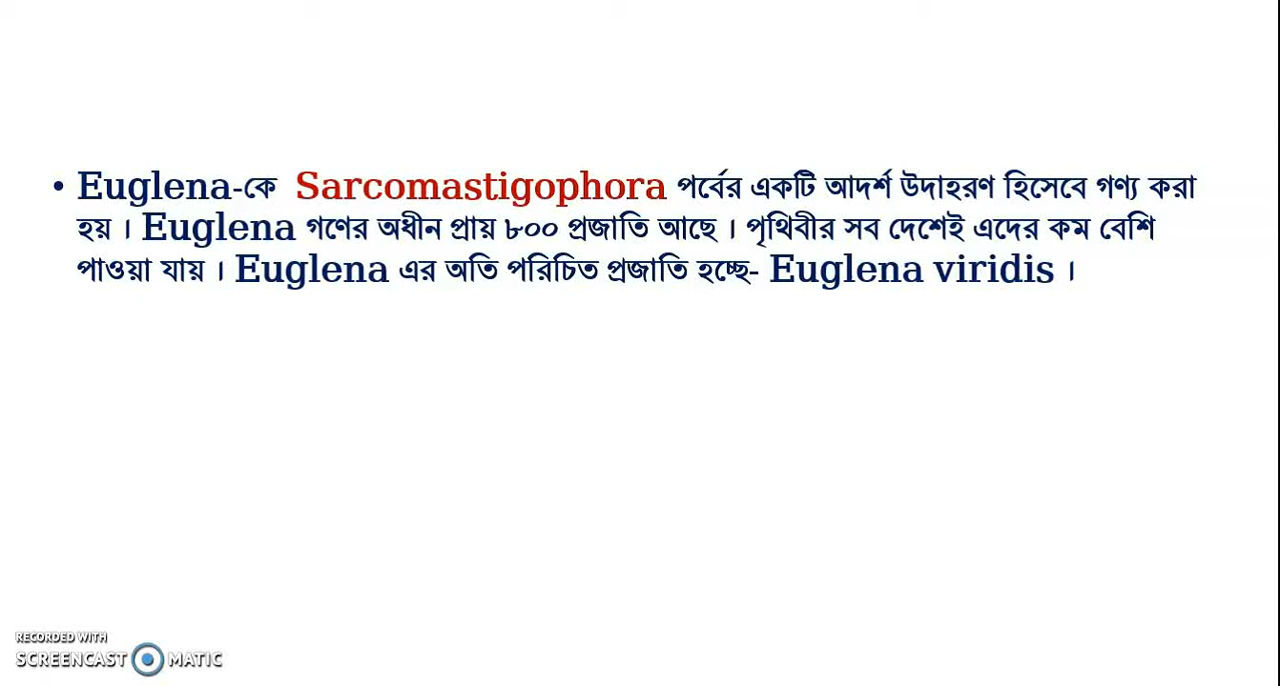 • Euglena-কে Sarcomastigophora পর্বের একটি আদর্শ উদাহরণ হিসেবে গণ্য করা
হয় । Euglena গণের অধীন প্রায় ৮০০ প্রজাতি আছে । পৃথিবীর সব দেশেই এদের কম বেশি
পাওয়া যায় । Euglena এর অতি পরিচিত প্রজাতি হচ্ছে- Euglena viridis ।
RECORDED WITH
SCREENCAST MATIC